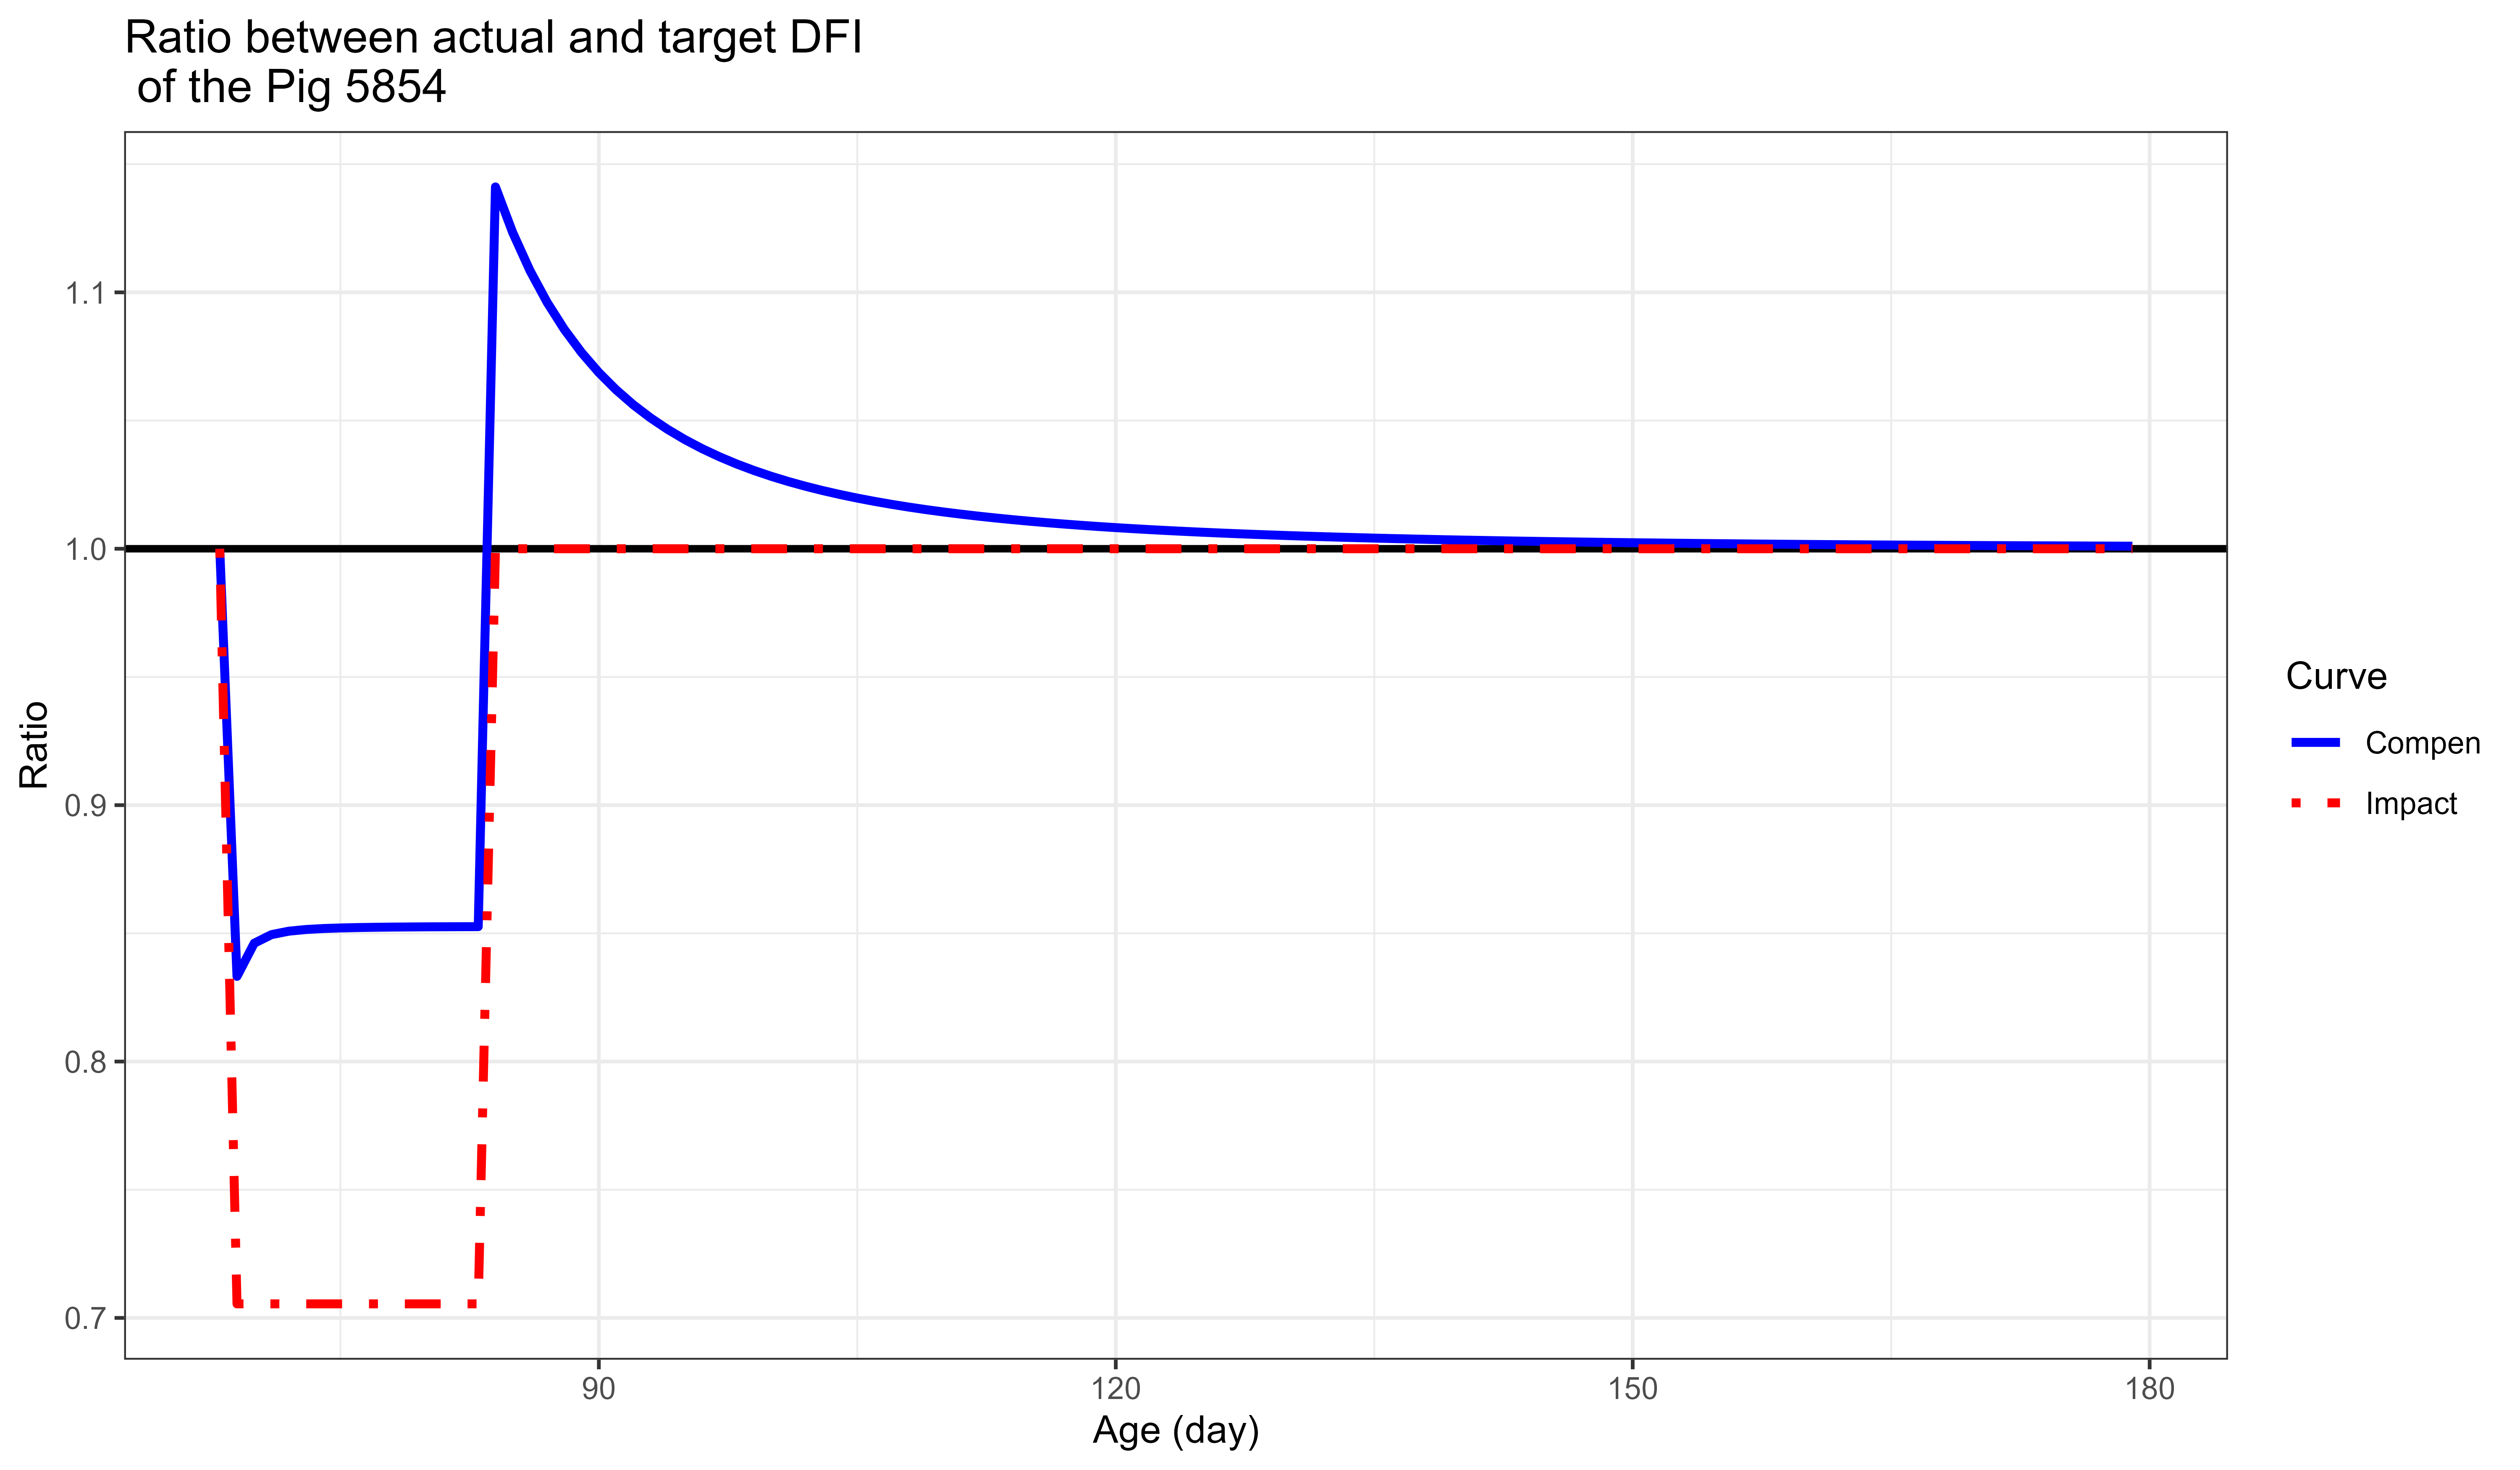 Ratio between actual and target DFI
of the Pig 5854
Ratio
1.1
1.0
0.9
0.8
0.7
90
120
150
180
Age (day)
Curve
Compen
Impact